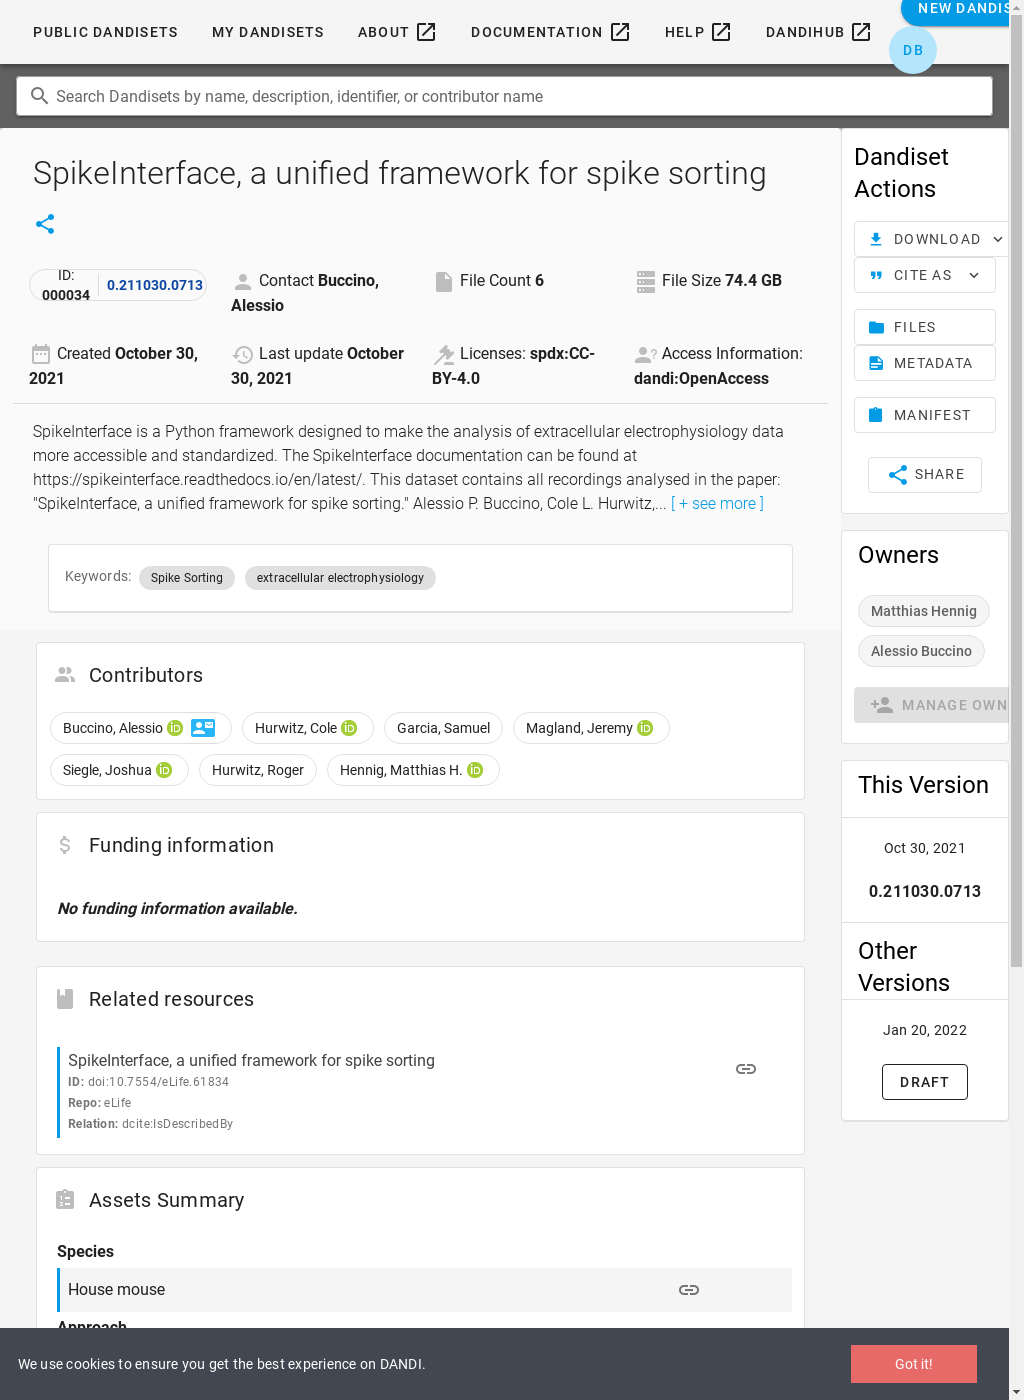 PUBLIC DANDISETS MY DANDISETS ABOUT DOCUMENTATION HELP DANDIHUB NEW DANDIS
DB
Search Dandisets by name, description, identifier, or contributor name
SpikeInterface, a unified framework for spike sorting
ID: 000034 0.211030.0713
Contact Buccino, Alessio
File Count 6
File Size 74.4 GB
Created October 30, 2021
Last update October 30, 2021
Licenses: spdx:CC-BY-4.0
Access Information: dandi:OpenAccess
SpikeInterface is a Python framework designed to make the analysis of extracellular electrophysiology data
more accessible and standardized. The SpikeInterface documentation can be found at
https://spikeinterface.readthedocs.io/en/latest/. This dataset contains all recordings analysed in the paper:
"SpikeInterface, a unified framework for spike sorting." Alessio P. Buccino, Cole L. Hurwitz,... [ + see more ]
Keywords: Spike Sorting extracellular electrophysiology
Contributors
Buccino, Alessio iD Hurwitz, Cole iD Garcia, Samuel Magland, Jeremy iD
Siegle, Joshua iD Hurwitz, Roger Hennig, Matthias H. iD
Funding information
No funding information available.
Related resources
SpikeInterface, a unified framework for spike sorting
ID: doi:10.7554/eLife.61834
Repo: eLife
Relation: dcite:IsDescribedBy
Assets Summary
Species
House mouse
Approach
Dandiset
Actions
DOWNLOAD
CITE AS
FILES
METADATA
MANIFEST
SHARE
Owners
Matthias Hennig
Alessio Buccino
MANAGE OWN
This Version
Oct 30, 2021
0.211030.0713
Other
Versions
Jan 20, 2022
DRAFT
We use cookies to ensure you get the best experience on DANDI.
Got it!